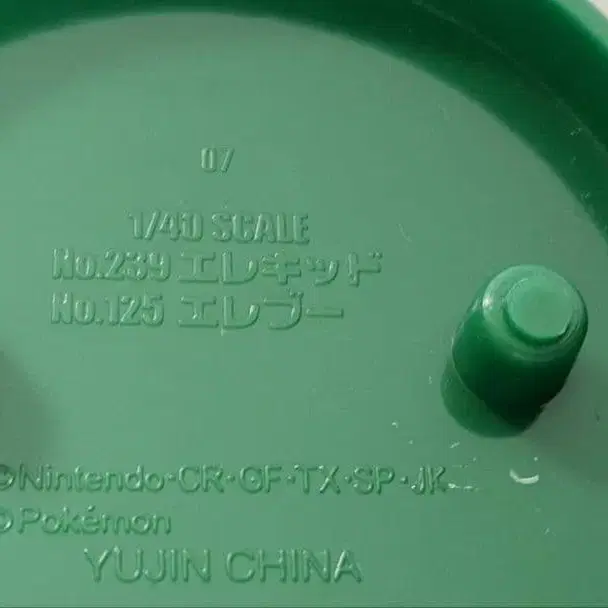 07
1/40 SCALE
No.239 エレキッド
No.125 エレブー
©Nintendo・CR・GF・TX・SP・JK
©Pokémon
YUJIN CHINA